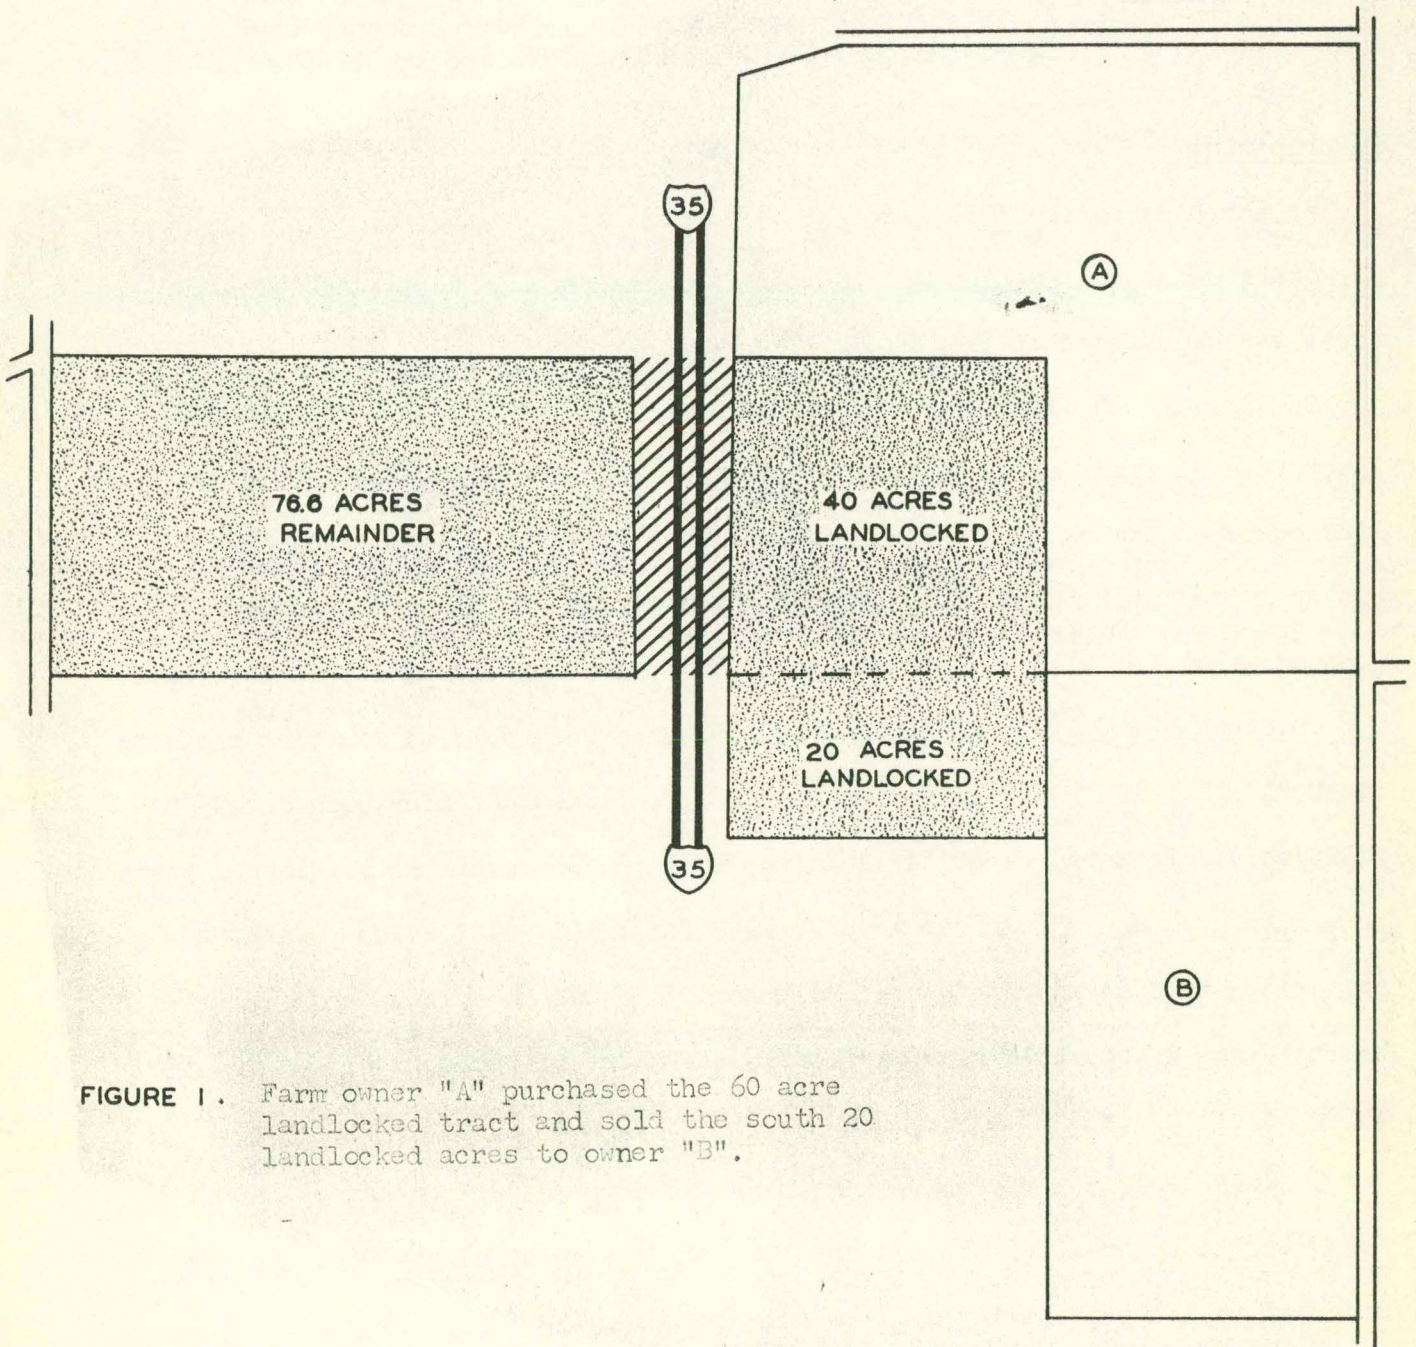 35
A
76.6 ACRES
REMAINDER
40 ACRES
LANDLOCKED
20 ACRES
LANDLOCKED
35
B
FIGURE 1. Farm owner "A" purchased the 60 acre
landlocked tract and sold the south 20
landlocked acres to owner "B".